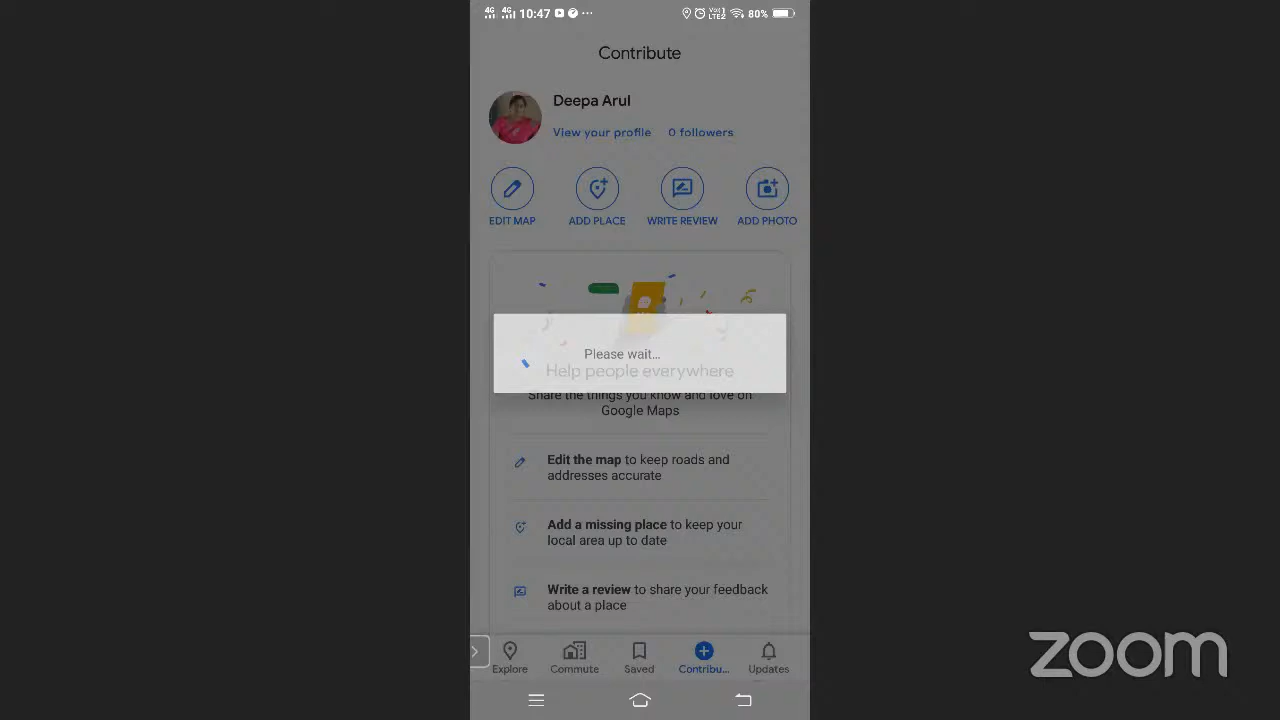 4G 4G 10:47 80%
Contribute
Deepa Arul
View your profile 0 followers
EDIT MAP ADD PLACE WRITE REVIEW ADD PHOTO
Please wait...
Help people everywhere
Share the things you know and love on
Google Maps
Edit the map to keep roads and
addresses accurate
Add a missing place to keep your
local area up to date
Write a review to share your feedback
about a place
Explore Commute Saved Contribu... Updates
zoom